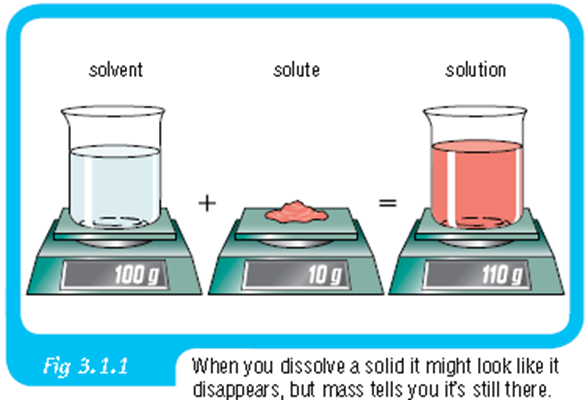 solvent solute solution
+ =
100 g 10 g 110 g
Fig 3.1.1
When you dissolve a solid it might look like it
disappears, but mass tells you it's still there.